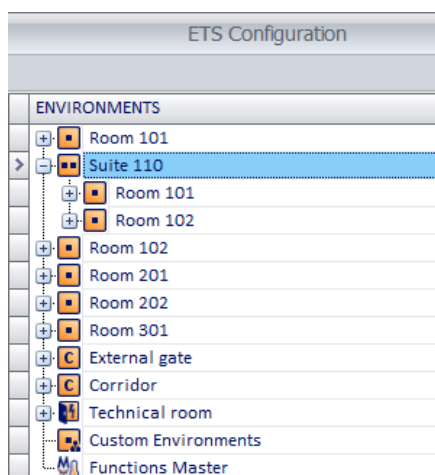 ETS Configuration
ENVIRONMENTS
Room 101
Suite 110
Room 101
Room 102
Room 102
Room 201
Room 202
Room 301
C External gate
C Corridor
Technical room
Custom Environments
Functions Master